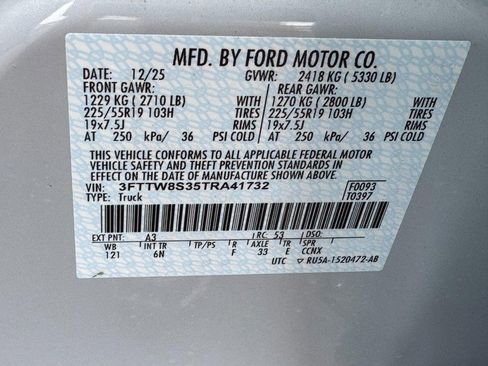 MFD. BY FORD MOTOR CO.
DATE: 12/25 GVWR: 2418 KG ( 5330 LB)
FRONT GAWR: REAR GAWR:
1229 KG ( 2710 LB) WITH 1270 KG ( 2800 LB) WITH
225/55R19 103H TIRES 225/55R19 103H TIRES
19x7.5J RIMS 19x7.5J RIMS
AT 250 kPa/ 36 PSI COLD AT 250 kPa/ 36 PSI COLD
THIS VEHICLE CONFORMS TO ALL APPLICABLE FEDERAL MOTOR
VEHICLE SAFETY AND THEFT PREVENTION STANDARDS IN
EFFECT ON THE DATE OF MANUFACTURE SHOWN ABOVE.
VIN: 3FTTW8S35TRA41732 F0093
TYPE: Truck T0397
EXT PNT: A3 RC: 53 DSO:
WB INT TR TP/PS R AXLE TR SPR
121 6N F 33 E CCNX
UTC RU5A-1520472-AB